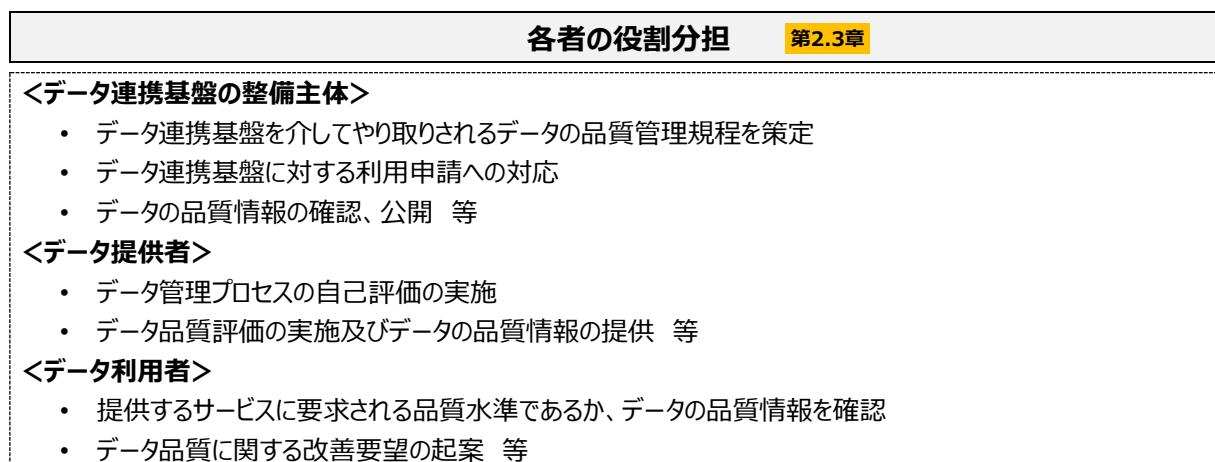 各者の役割分担 第2.3章
<データ連携基盤の整備主体>
• データ連携基盤を介してやり取りされるデータの品質管理規程を策定
• データ連携基盤に対する利用申請への対応
• データの品質情報の確認、公開 等
<データ提供者>
• データ管理プロセスの自己評価の実施
• データ品質評価の実施及びデータの品質情報の提供 等
<データ利用者>
• 提供するサービスに要求される品質水準であるか、データの品質情報を確認
• データ品質に関する改善要望の起案 等